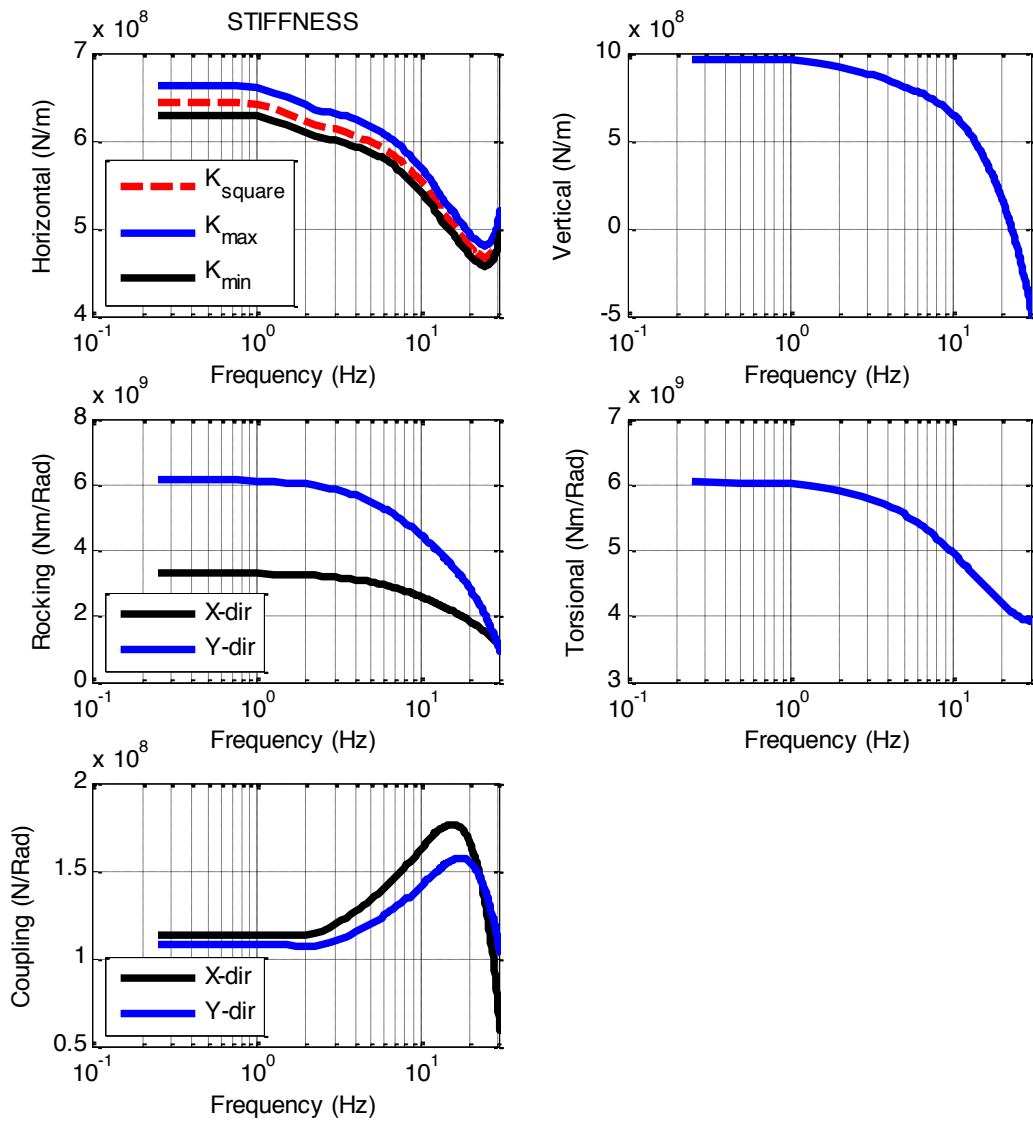 STIFFNESS
x 10^8
7
6
5
4
Horizontal (N/m)
K_square
K_max
K_min
10^-1
10^0
10^1
Frequency (Hz)
x 10^8
10
5
0
-5
Vertical (N/m)
10^-1
10^0
10^1
Frequency (Hz)
x 10^9
8
6
4
2
0
Rocking (Nm/Rad)
X-dir
Y-dir
10^-1
10^0
10^1
Frequency (Hz)
x 10^9
7
6
5
4
3
Torsional (Nm/Rad)
10^-1
10^0
10^1
Frequency (Hz)
x 10^8
2
1.5
1
0.5
Coupling (N/Rad)
X-dir
Y-dir
10^-1
10^0
10^1
Frequency (Hz)